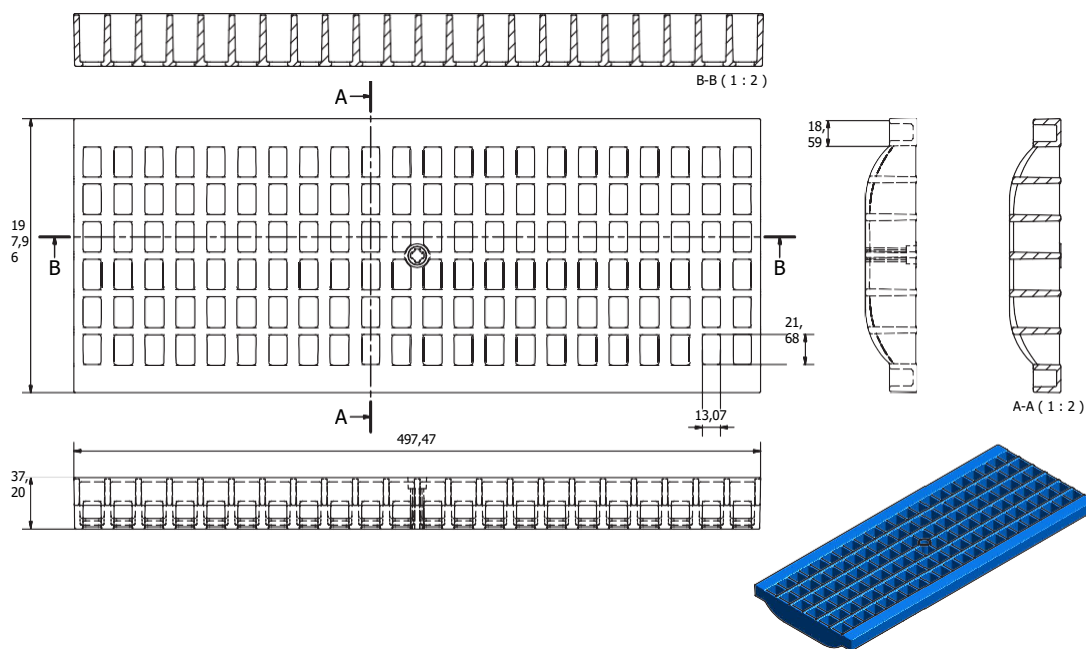 B-B ( 1 : 2 )
A
18,
59
19
7,9
6
B
B
21,
68
A
13,07
A-A ( 1 : 2 )
497,47
37,
20